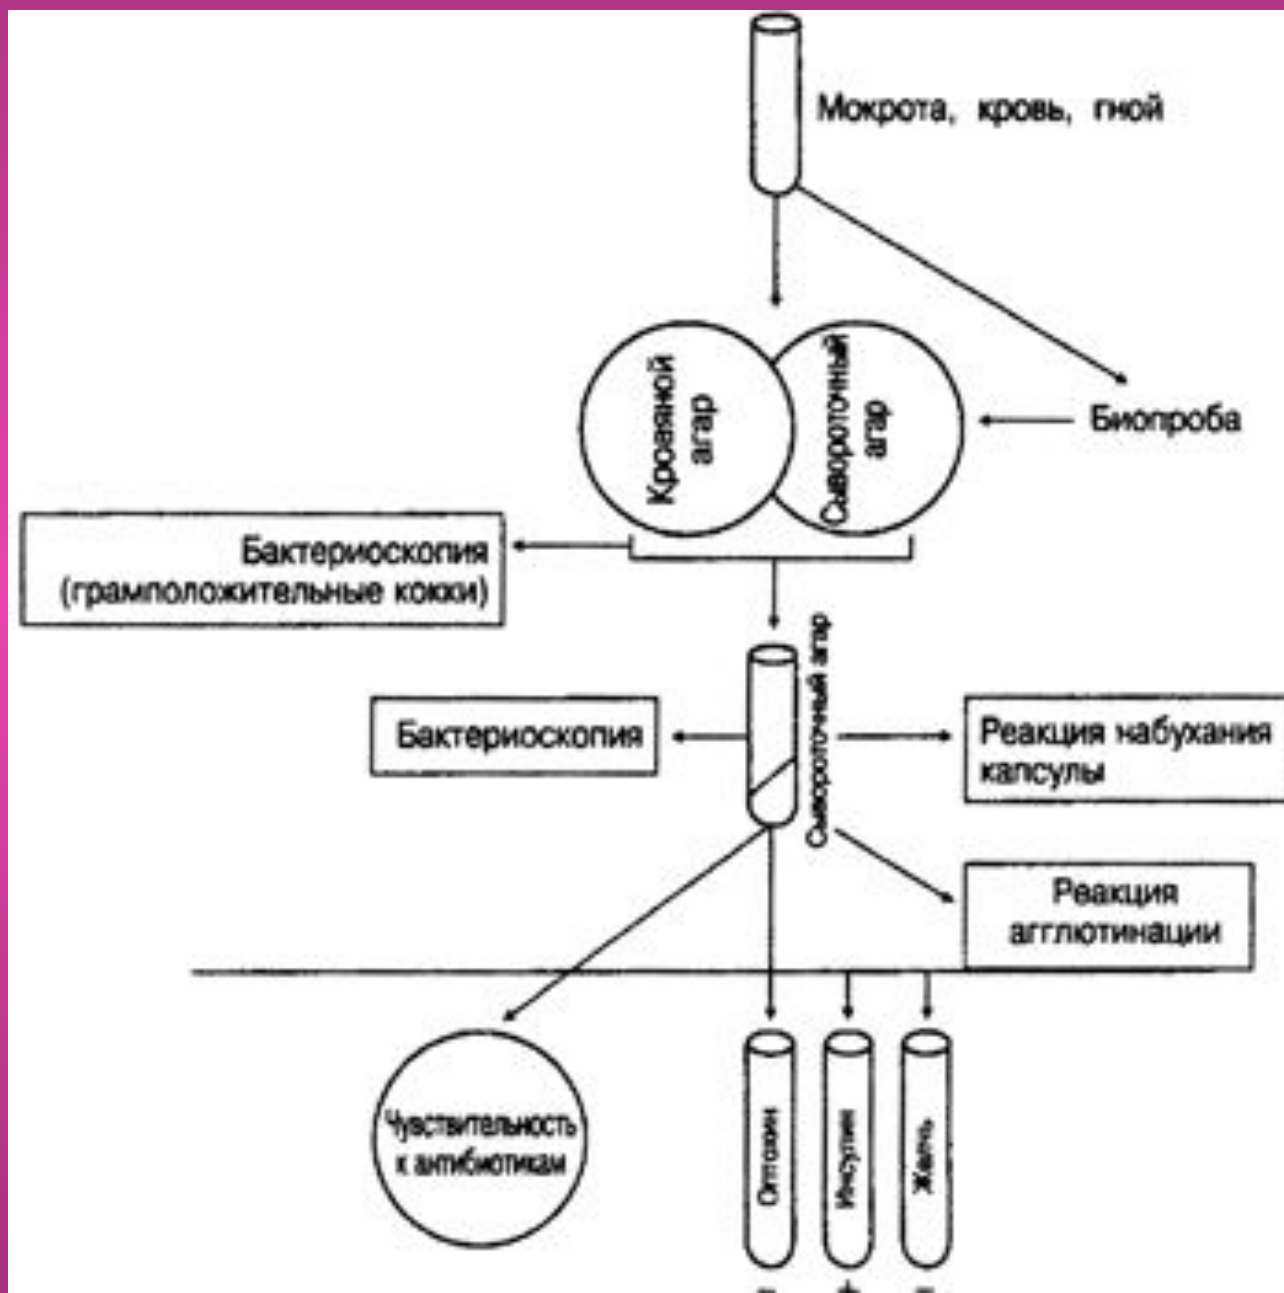 Мокрота, кровь, гной
Кровяной
агар
Сывороточный
агар
Биопроба
Бактериоскопия
(грамположительные кокки)
Сывороточный агар
Бактериоскопия
Реакция набухания
капсулы
Реакция
агглютинации
Чувствительность
к антибиотикам
Оптохин
Инсулин
Желчь
- + -